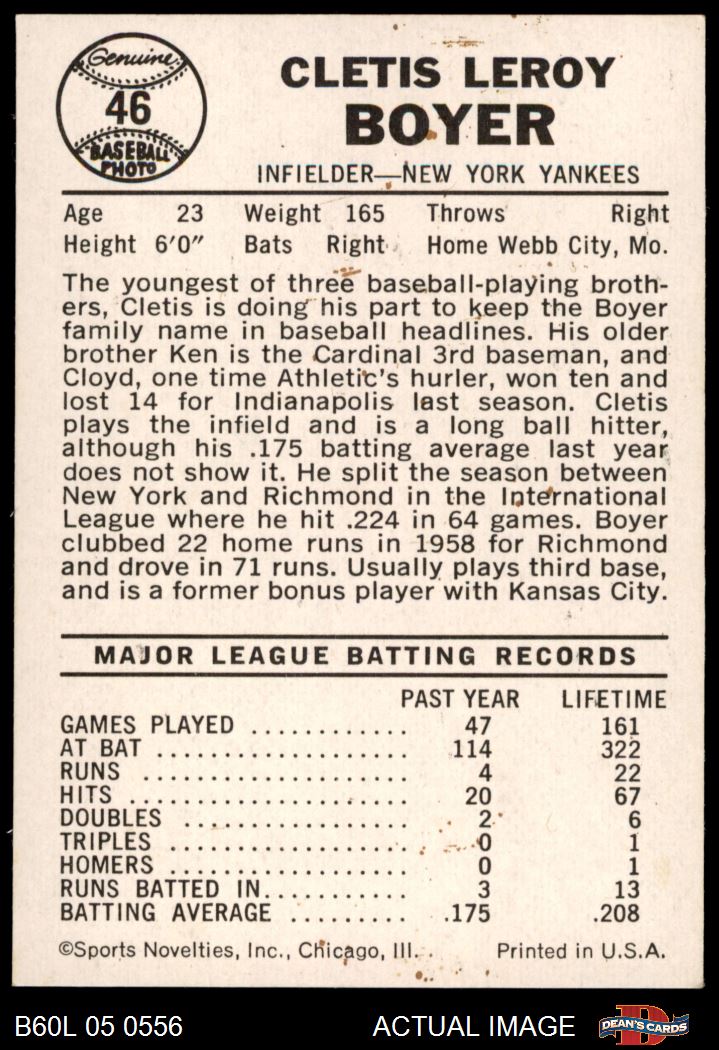 Genuine
46
BASEBALL
PHOTO
CLETIS LEROY
BOYER
INFIELDER—NEW YORK YANKEES
Age 23 Weight 165 Throws Right
Height 6'0" Bats Right Home Webb City, Mo.
The youngest of three baseball-playing broth-
ers, Cletis is doing his part to keep the Boyer
family name in baseball headlines. His older
brother Ken is the Cardinal 3rd baseman, and
Cloyd, one time Athletic's hurler, won ten and
lost 14 for Indianapolis last season. Cletis
plays the infield and is a long ball hitter,
although his .175 batting average last year
does not show it. He split the season between
New York and Richmond in the International
League where he hit .224 in 64 games. Boyer
clubbed 22 home runs in 1958 for Richmond
and drove in 71 runs. Usually plays third base,
and is a former bonus player with Kansas City.
MAJOR LEAGUE BATTING RECORDS
PAST YEAR LIFETIME
GAMES PLAYED ............ 47 161
AT BAT ................... 114 322
RUNS .................... 4 22
HITS ..................... 20 67
DOUBLES ................. 2 6
TRIPLES .................. 0 1
HOMERS .................. 0 1
RUNS BATTED IN........... 3 13
BATTING AVERAGE ......... .175 .208
©Sports Novelties, Inc., Chicago, Ill. Printed in U.S.A.
B60L 05 0556 ACTUAL IMAGE DEAN'S CARDS